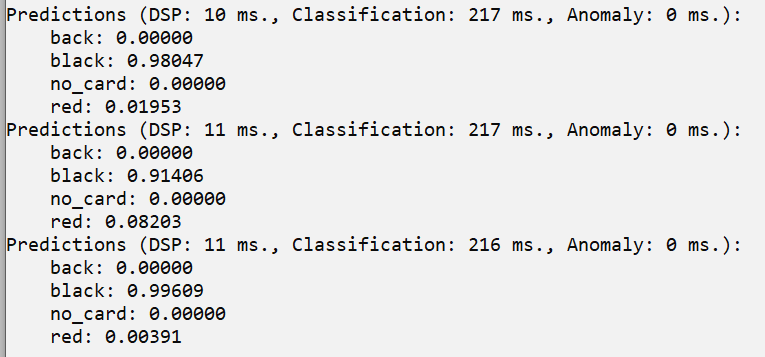 Predictions (DSP: 10 ms., Classification: 217 ms., Anomaly: 0 ms.):
back: 0.00000
black: 0.98047
no_card: 0.00000
red: 0.01953
Predictions (DSP: 11 ms., Classification: 217 ms., Anomaly: 0 ms.):
back: 0.00000
black: 0.91406
no_card: 0.00000
red: 0.08203
Predictions (DSP: 11 ms., Classification: 216 ms., Anomaly: 0 ms.):
back: 0.00000
black: 0.99609
no_card: 0.00000
red: 0.00391